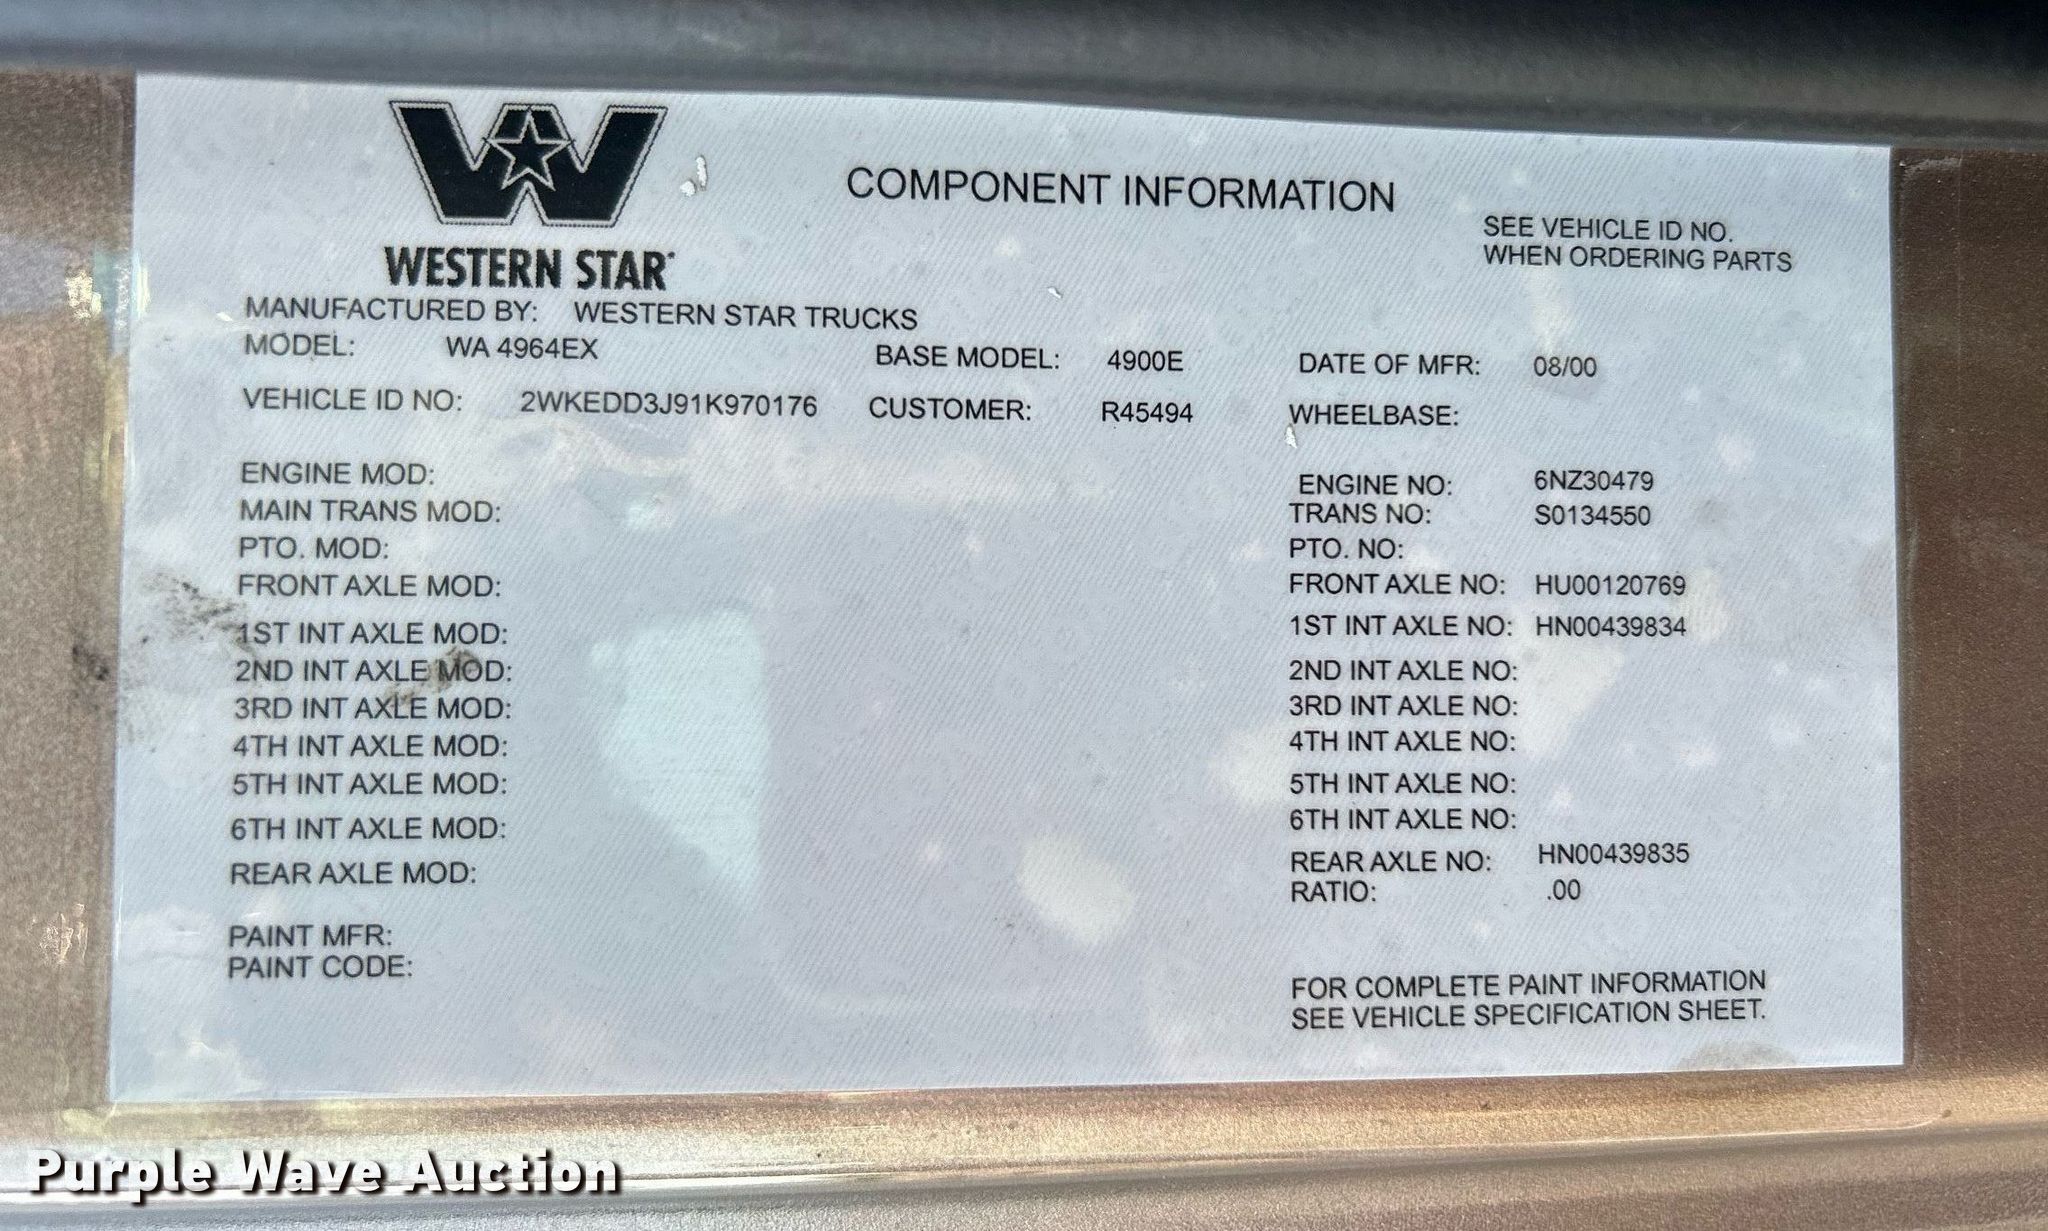 WESTERN STAR
COMPONENT INFORMATION
SEE VEHICLE ID NO.
WHEN ORDERING PARTS
MANUFACTURED BY: WESTERN STAR TRUCKS
MODEL: WA 4964EX BASE MODEL: 4900E DATE OF MFR: 08/00
VEHICLE ID NO: 2WKEDD3J91K970176 CUSTOMER: R45494 WHEELBASE:
ENGINE MOD: ENGINE NO: 6NZ30479
MAIN TRANS MOD: TRANS NO: S0134550
PTO. MOD: PTO. NO:
FRONT AXLE MOD: FRONT AXLE NO: HU00120769
1ST INT AXLE MOD: 1ST INT AXLE NO: HN00439834
2ND INT AXLE MOD: 2ND INT AXLE NO:
3RD INT AXLE MOD: 3RD INT AXLE NO:
4TH INT AXLE MOD: 4TH INT AXLE NO:
5TH INT AXLE MOD: 5TH INT AXLE NO:
6TH INT AXLE MOD: 6TH INT AXLE NO:
REAR AXLE MOD: REAR AXLE NO: HN00439835
RATIO: .00
PAINT MFR:
PAINT CODE:
FOR COMPLETE PAINT INFORMATION
SEE VEHICLE SPECIFICATION SHEET.
Purple Wave Auction